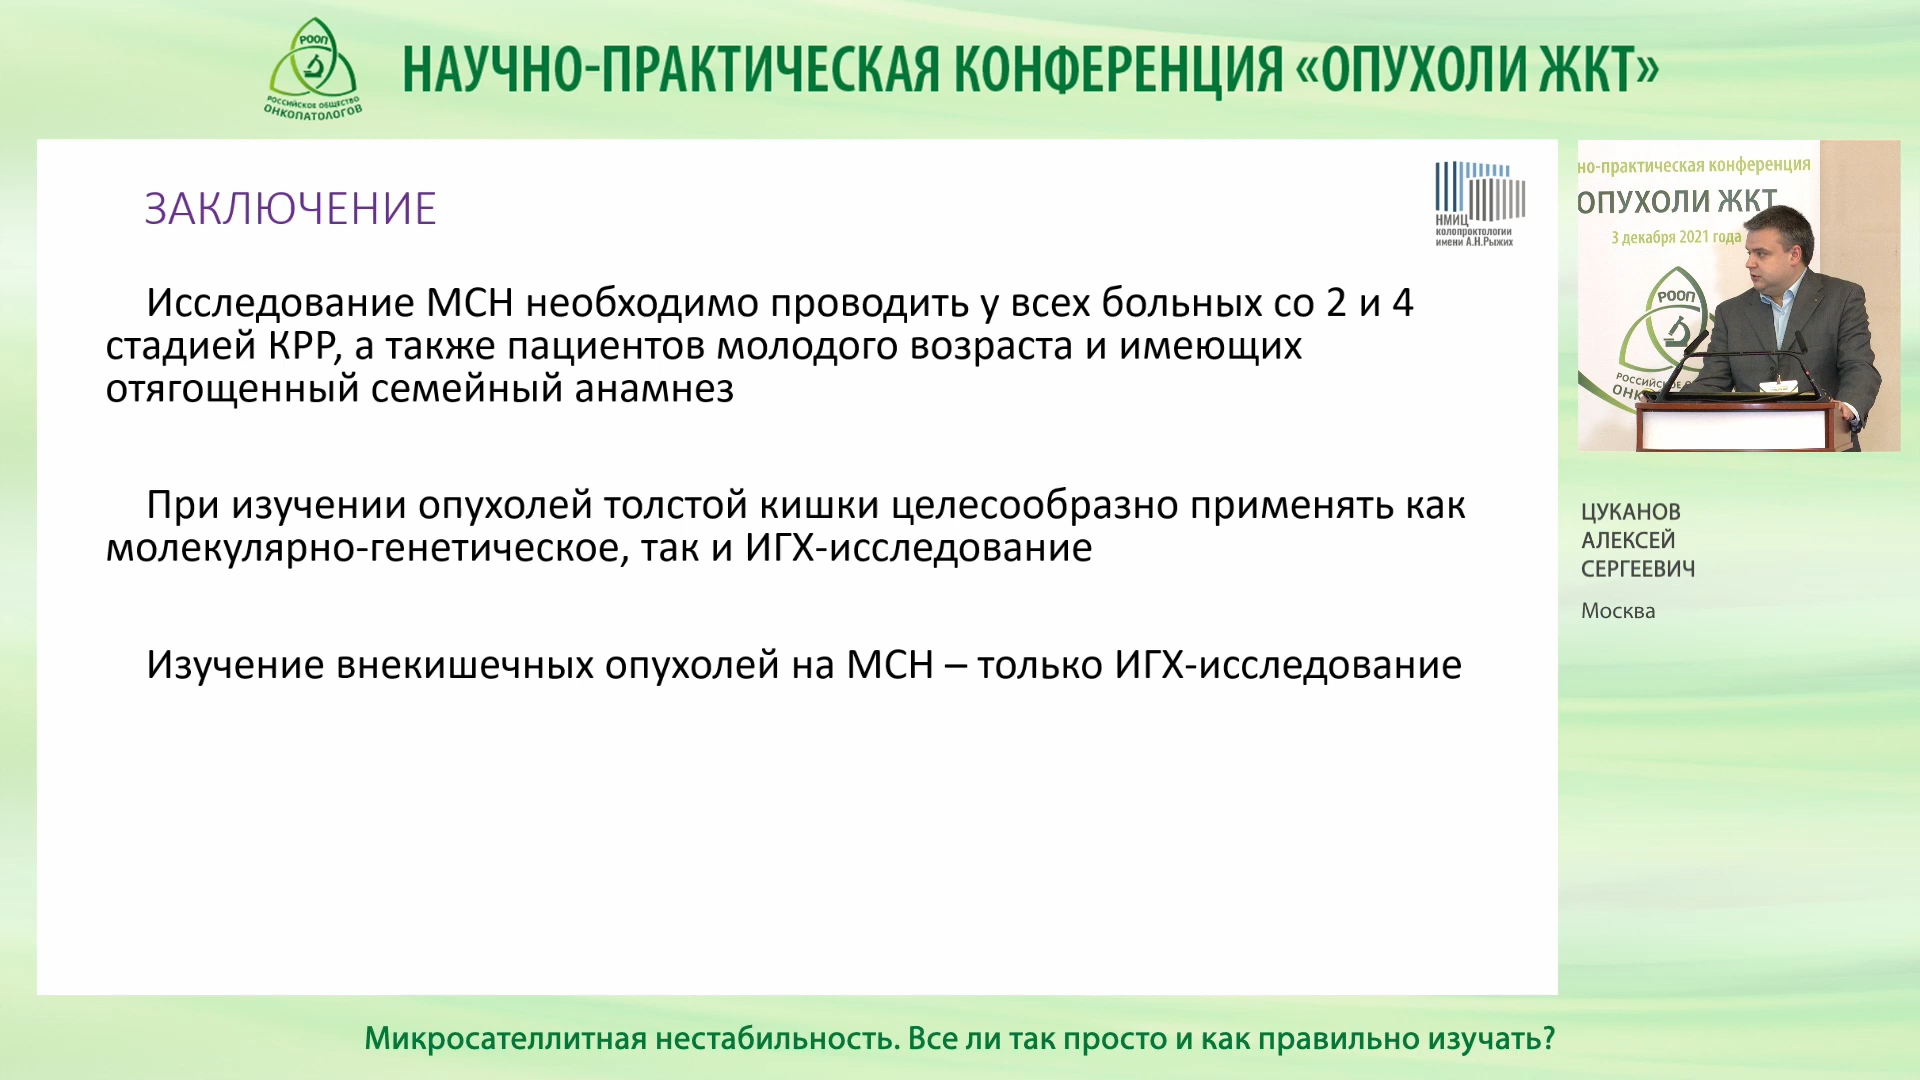 РООП
РОССИЙСКОЕ ОБЩЕСТВО
ОНКОПАТОЛОГОВ
НАУЧНО-ПРАКТИЧЕСКАЯ КОНФЕРЕНЦИЯ «ОПУХОЛИ ЖКТ»
ЗАКЛЮЧЕНИЕ
НМИЦ
колопроктологии
имени А.Н.Рыжих
Исследование МСН необходимо проводить у всех больных со 2 и 4
стадией КРР, а также пациентов молодого возраста и имеющих
отягощенный семейный анамнез
При изучении опухолей толстой кишки целесообразно применять как
молекулярно-генетическое, так и ИГХ-исследование
Изучение внекишечных опухолей на МСН – только ИГХ-исследование
но-практическая конференция
ОПУХОЛИ ЖКТ
3 декабря 2021 года
РООП
ЦУКАНОВ
АЛЕКСЕЙ
СЕРГЕЕВИЧ
Москва
Микросателлитная нестабильность. Все ли так просто и как правильно изучать?